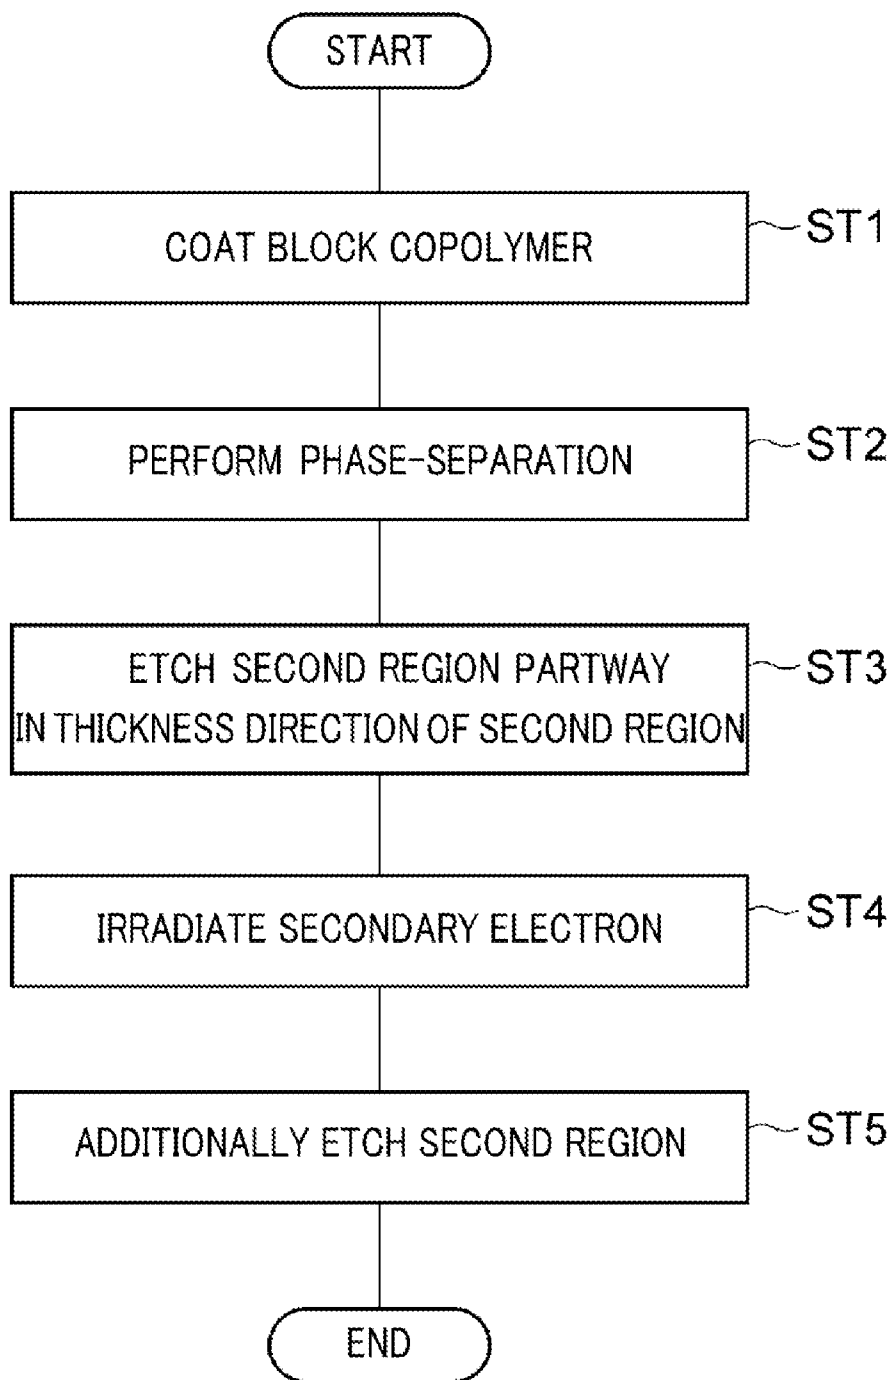 START
COAT BLOCK COPOLYMER
ST1
PERFORM PHASE-SEPARATION
ST2
ETCH SECOND REGION PARTWAY
IN THICKNESS DIRECTION OF SECOND REGION
ST3
IRRADIATE SECONDARY ELECTRON
ST4
ADDITIONALLY ETCH SECOND REGION
ST5
END